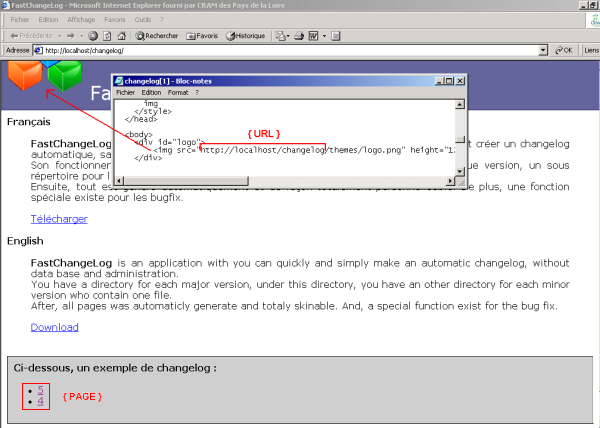 FastChangeLog - Microsoft Internet Explorer fourni par CRAM des Pays de la Loire
Fichier Edition Affichage Favoris Outils ?
Précédente Rechercher Favoris Historique
Adresse http://localhost/changelog/ OK Liens
Fa
changelog[1] - Bloc-notes
Fichier Edition Format ?
img
</style>
</head>
<body>
{URL}
<div id="logo">
<img src="http://localhost/changelog/themes/logo.png" height="1
</div>
Français
FastChangeLog t créer un changelog
automatique, sa
Son fonctionner que version, un sous
répertoire pour l
Ensuite, tout est plus, une fonction
spéciale existe pour les bugfix.
Télécharger
English
FastChangeLog is an application with you can quickly and simply make an automatic changelog, without
data base and administration.
You have a directory for each major version, under this directory, you have an other directory for each minor
version who contain one file.
After, all pages was automaticly generate and totaly skinable. And, a special function exist for the bug fix.
Download
Ci-dessous, un exemple de changelog :
• 5
• 4
{PAGE}